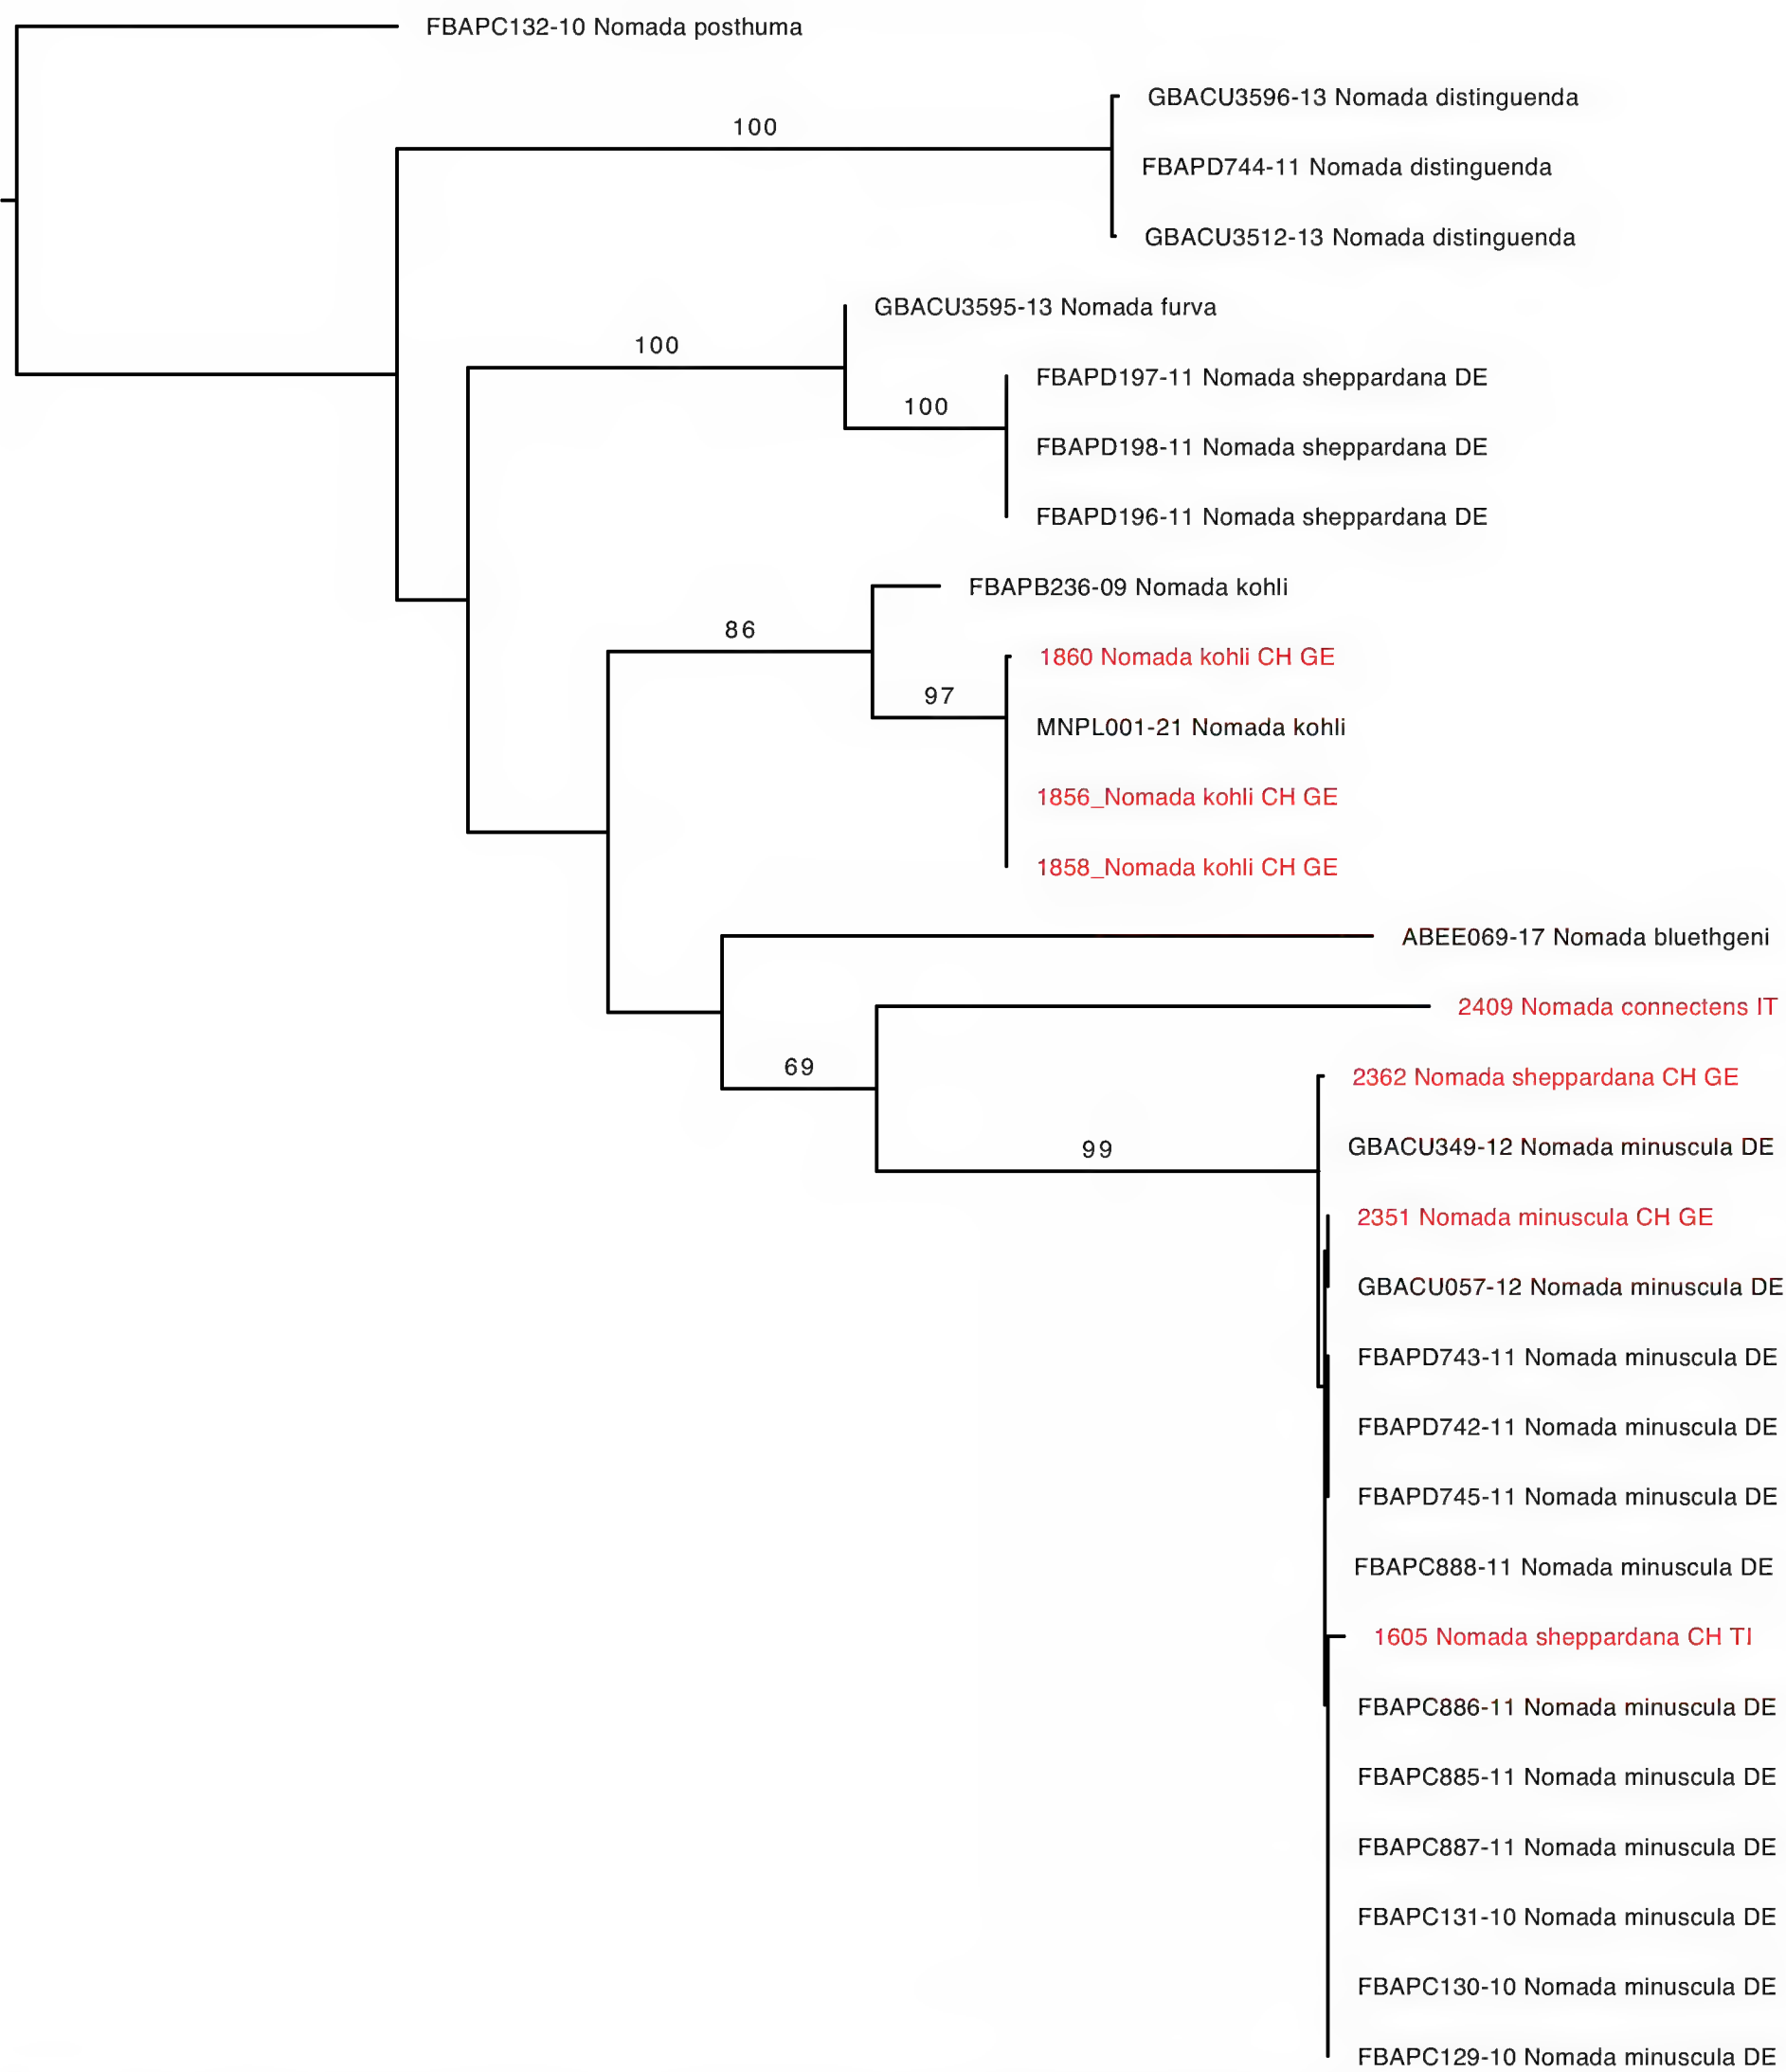 FBAPC132-10 Nomada posthuma
GBACU3596-13 Nomada distinguenda
100
FBAPD744-11 Nomada distinguenda
GBACU3512-13 Nomada distinguenda
GBACU3595-13 Nomada furva
100
FBAPD197-11 Nomada sheppardana DE
100
FBAPD198-11 Nomada sheppardana DE
FBAPD196-11 Nomada sheppardana DE
FBAPB236-09 Nomada kohli
86
1860 Nomada kohli CH GE
97
MNPL001-21 Nomada kohli
1856_Nomada kohli CH GE
1858_Nomada kohli CH GE
ABEE069-17 Nomada bluethgeni
2409 Nomada connectens IT
69
2362 Nomada sheppardana CH GE
99
GBACU349-12 Nomada minuscula DE
2351 Nomada minuscula CH GE
GBACU057-12 Nomada minuscula DE
FBAPD743-11 Nomada minuscula DE
FBAPD742-11 Nomada minuscula DE
FBAPD745-11 Nomada minuscula DE
FBAPC888-11 Nomada minuscula DE
1605 Nomada sheppardana CH TI
FBAPC886-11 Nomada minuscula DE
FBAPC885-11 Nomada minuscula DE
FBAPC887-11 Nomada minuscula DE
FBAPC131-10 Nomada minuscula DE
FBAPC130-10 Nomada minuscula DE
FBAPC129-10 Nomada minuscula DE